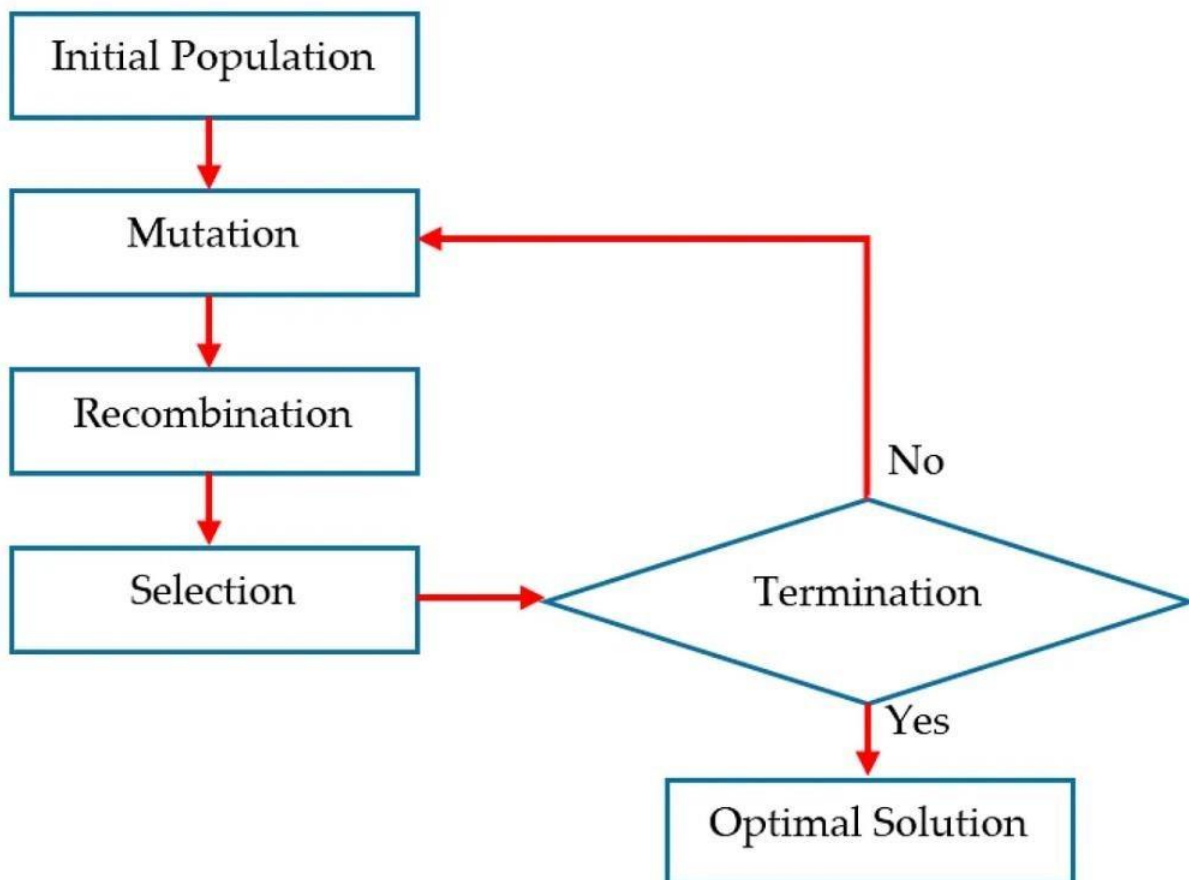 Initial Population
Mutation
Recombination
No
Selection
Termination
Yes
Optimal Solution